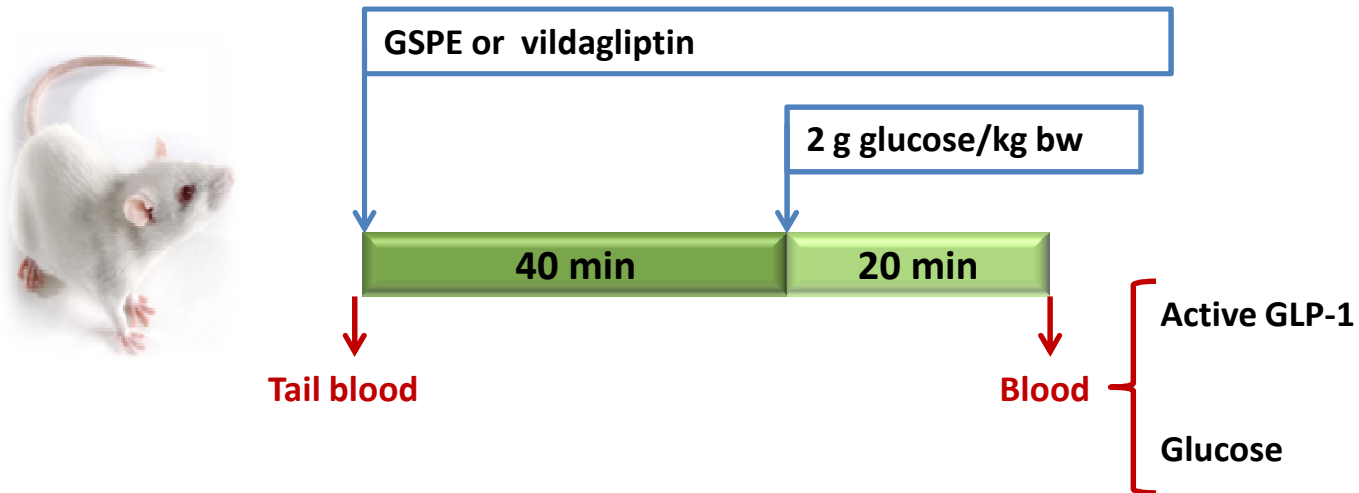 GSPE or vildagliptin
2 g glucose/kg bw
40 min
20 min
Tail blood
Blood
Active GLP-1
Glucose